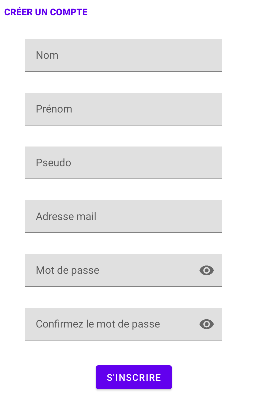 CRÉER UN COMPTE
Nom
Prénom
Pseudo
Adresse mail
Mot de passe
Confirmez le mot de passe
S'INSCRIRE